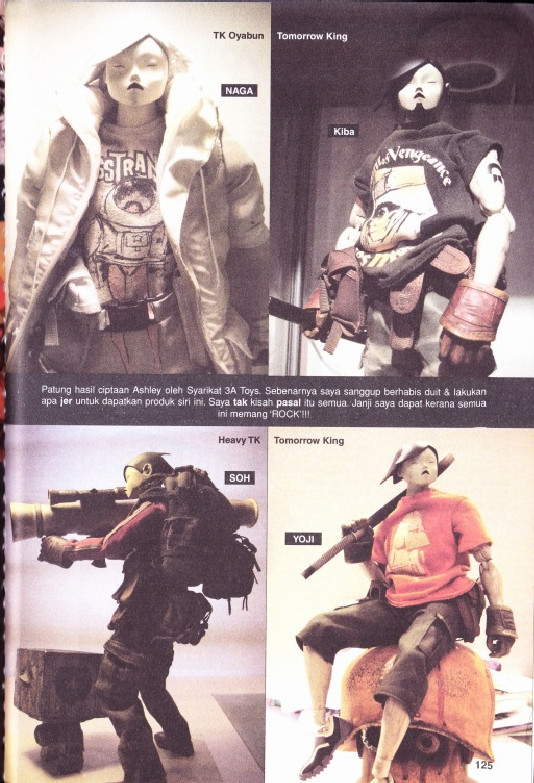 TK Oyabun
Tomorrow King
NAGA
Kiba
Vengeance
Patung hasil ciptaan Ashley oleh Syarikat 3A Toys. Sebenarnya saya sanggup berhabis duit & lakukan
apa jer untuk dapatkan produk siri ini. Saya tak kisah pasal itu semua. Janji saya dapat kerana semua
ini memang 'ROCK'!!!
Heavy TK
Tomorrow King
SOH
YOJI
125